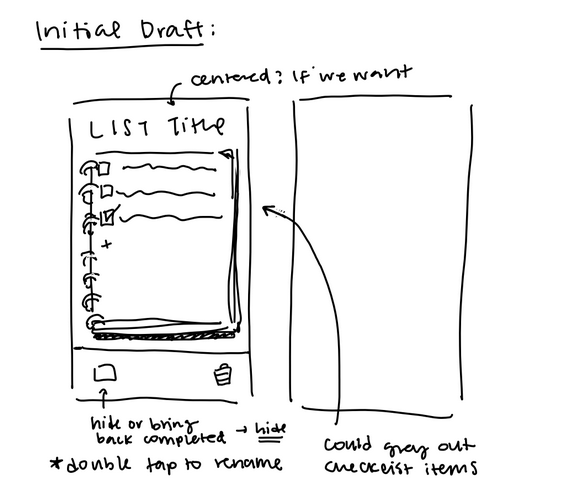 Initial Draft:
centered? If we want
LIST Title
+
hide or bring
back completed → hide
*double tap to rename
could grey out
checklist items